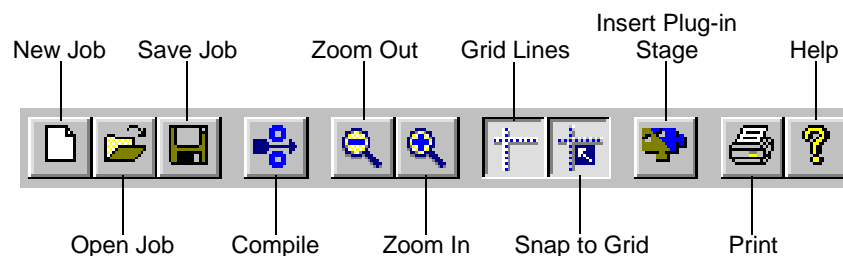 Insert Plug-in
New Job Save Job Zoom Out Grid Lines Stage Help
Open Job Compile Zoom In Snap to Grid Print